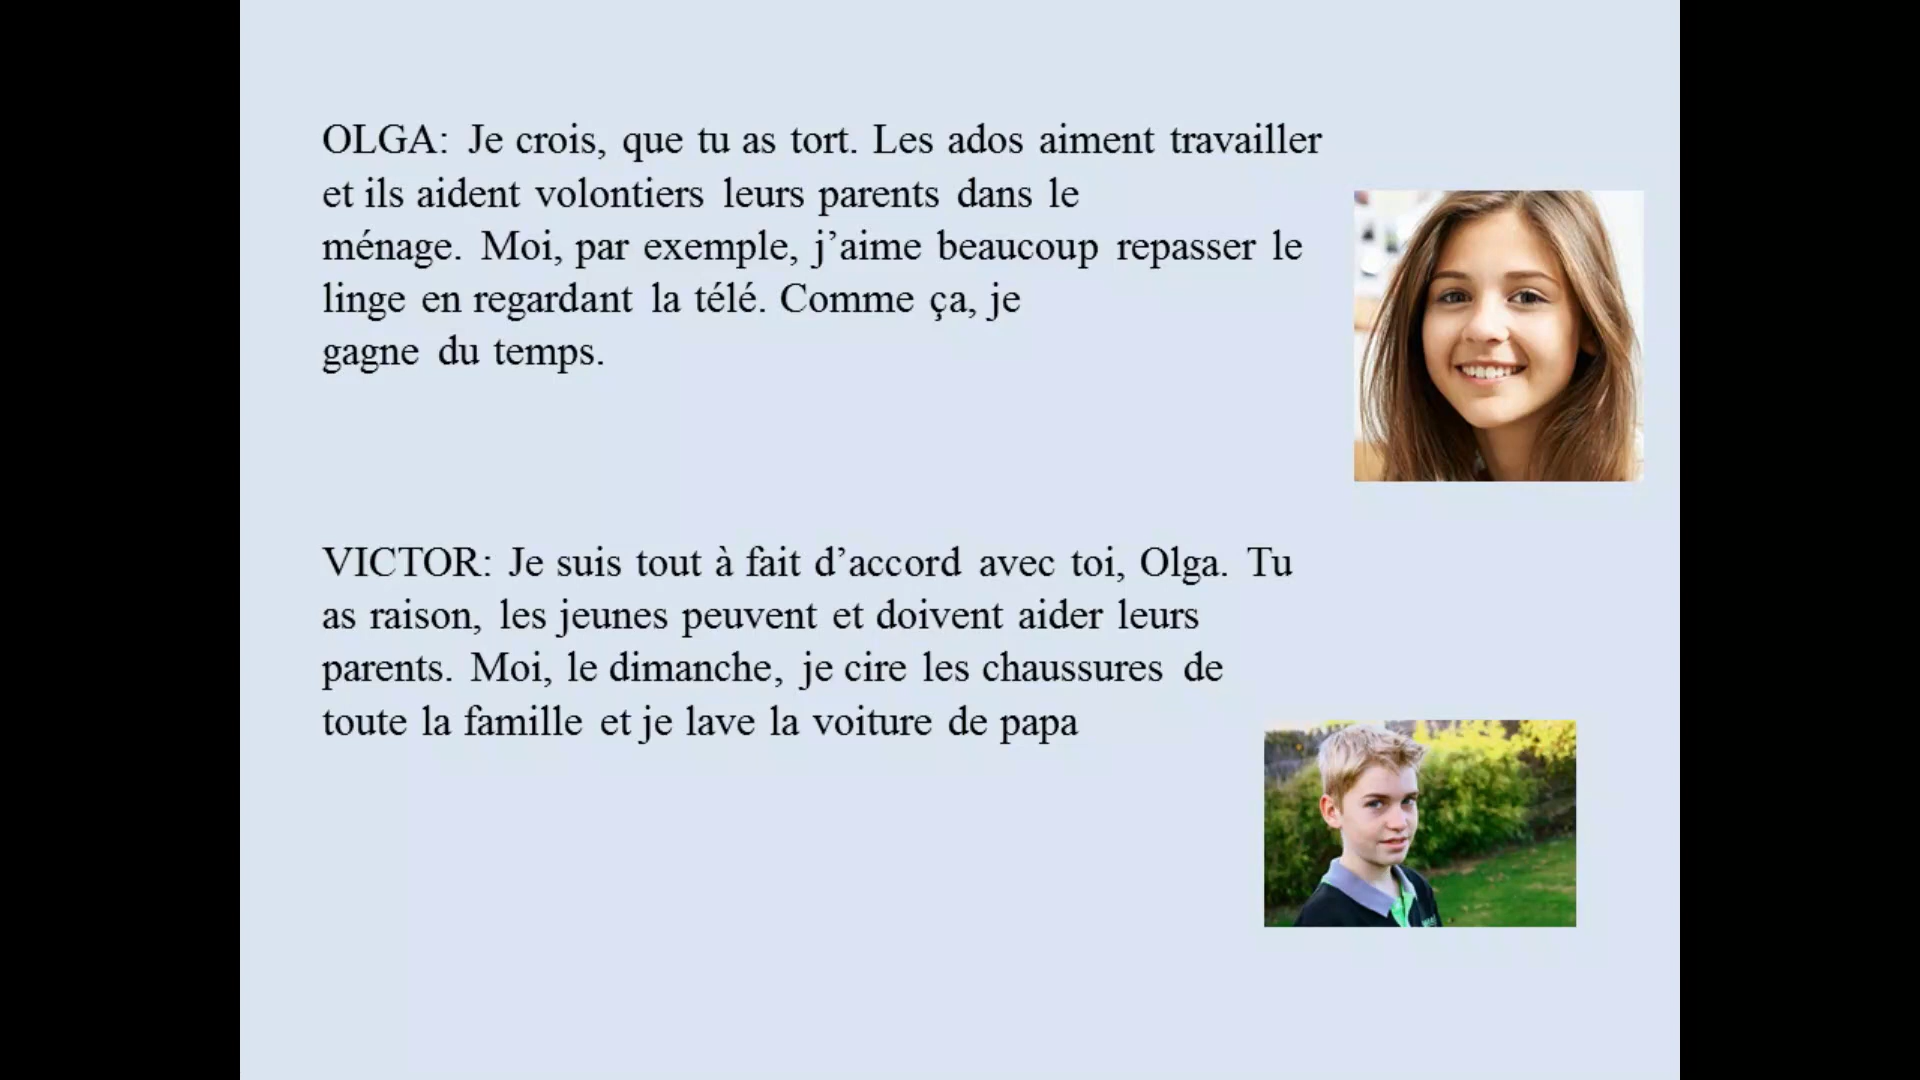 OLGA: Je crois, que tu as tort. Les ados aiment travailler
et ils aident volontiers leurs parents dans le
ménage. Moi, par exemple, j’aime beaucoup repasser le
linge en regardant la télé. Comme ça, je
gagne du temps.
VICTOR: Je suis tout à fait d’accord avec toi, Olga. Tu
as raison, les jeunes peuvent et doivent aider leurs
parents. Moi, le dimanche, je cire les chaussures de
toute la famille et je lave la voiture de papa